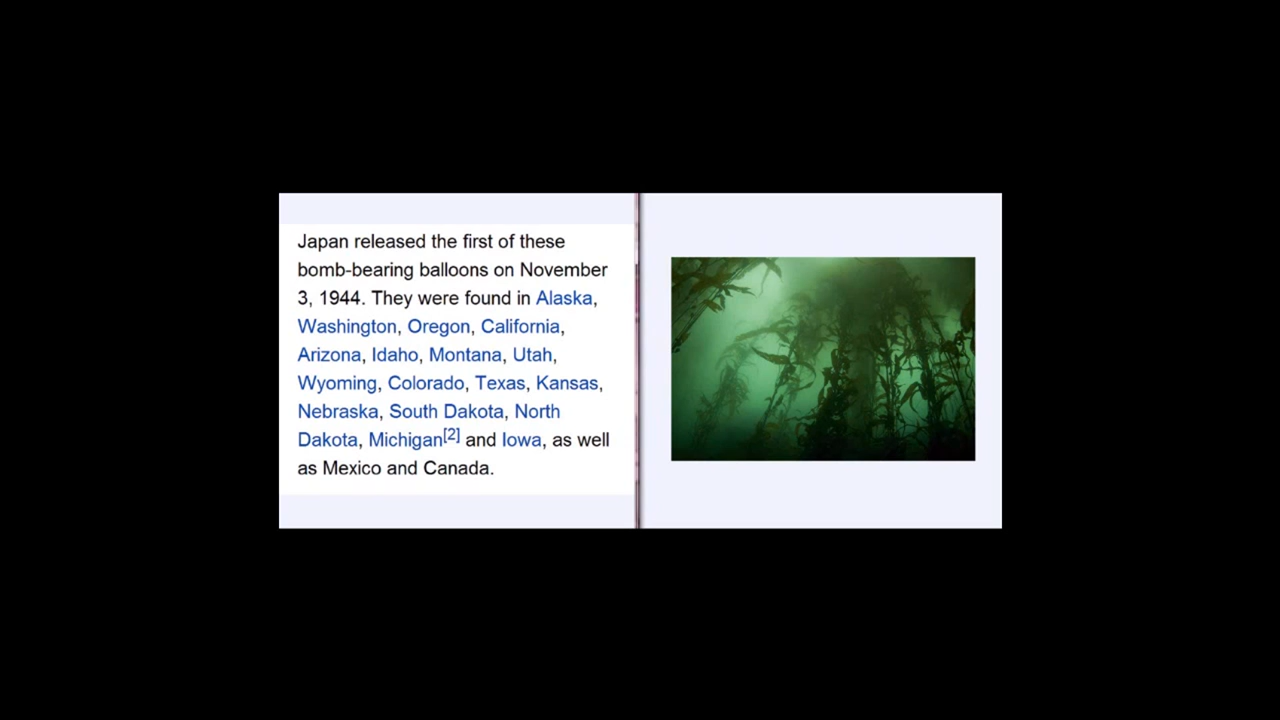 Japan released the first of these
bomb-bearing balloons on November
3, 1944. They were found in Alaska,
Washington, Oregon, California,
Arizona, Idaho, Montana, Utah,
Wyoming, Colorado, Texas, Kansas,
Nebraska, South Dakota, North
Dakota, Michigan[2] and Iowa, as well
as Mexico and Canada.